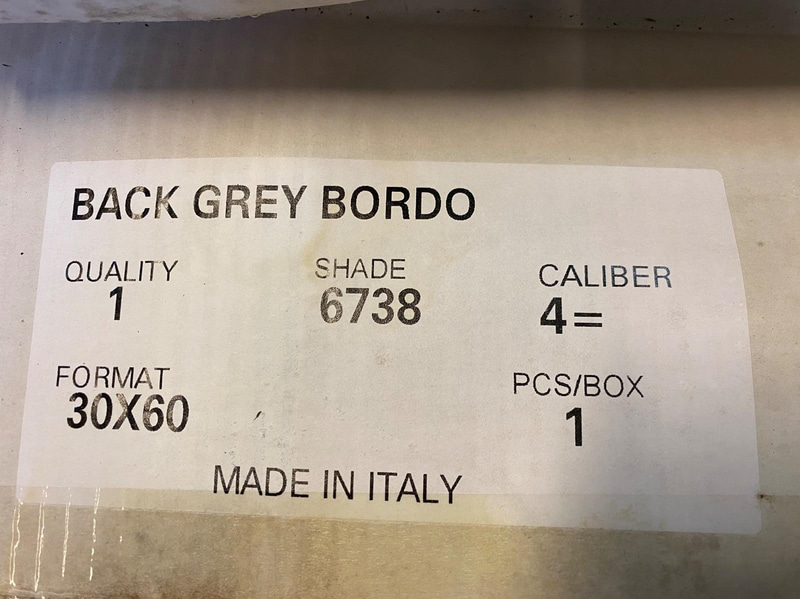 BACK GREY BORDO
QUALITY SHADE CALIBER
1 6738 4=
FORMAT PCS/BOX
30X60 1
MADE IN ITALY